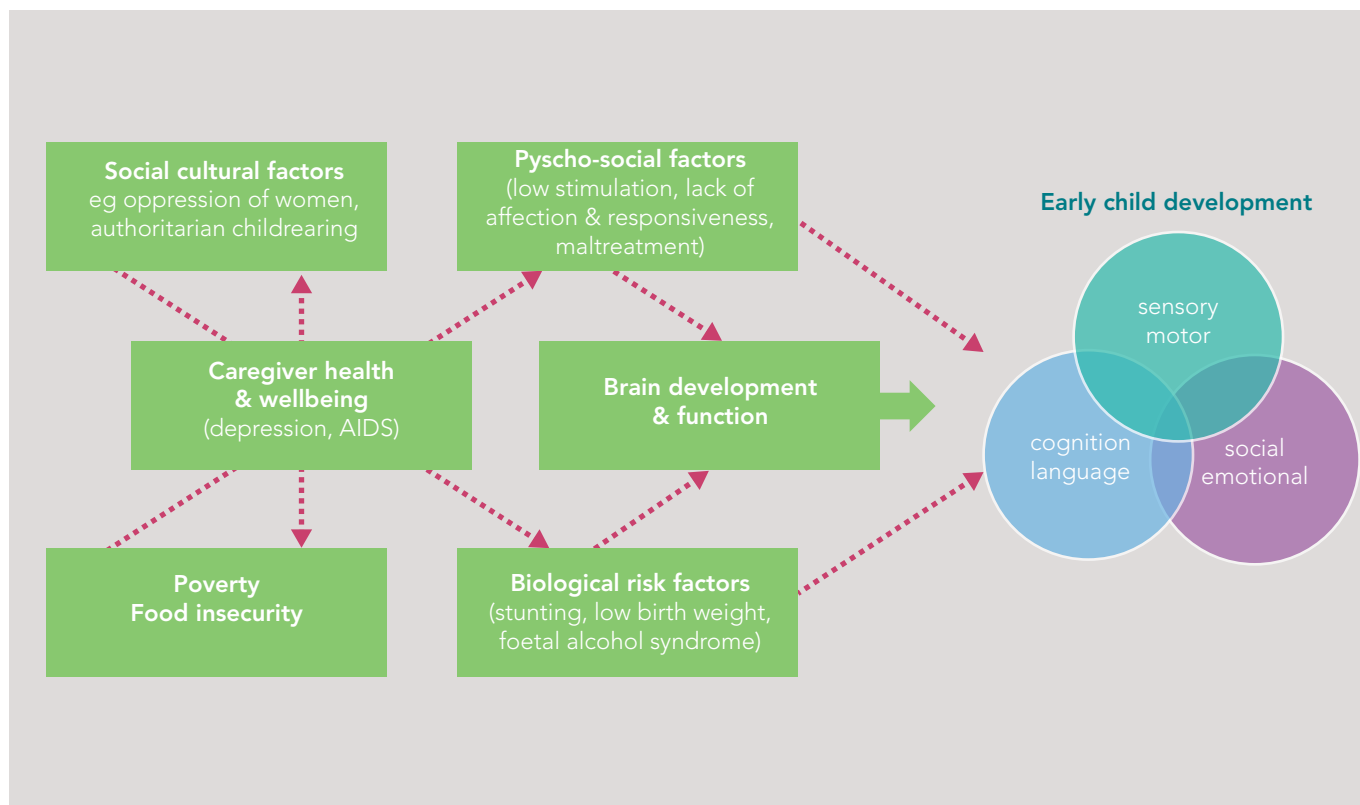 Social cultural factors
eg oppression of women,
authoritarian childrearing
Pyscho-social factors
(low stimulation, lack of
affection & responsiveness,
maltreatment)
Early child development
sensory
motor
Caregiver health
& wellbeing
(depression, AIDS)
Brain development
& function
cognition
language
social
emotional
Poverty
Food insecurity
Biological risk factors
(stunting, low birth weight,
foetal alcohol syndrome)